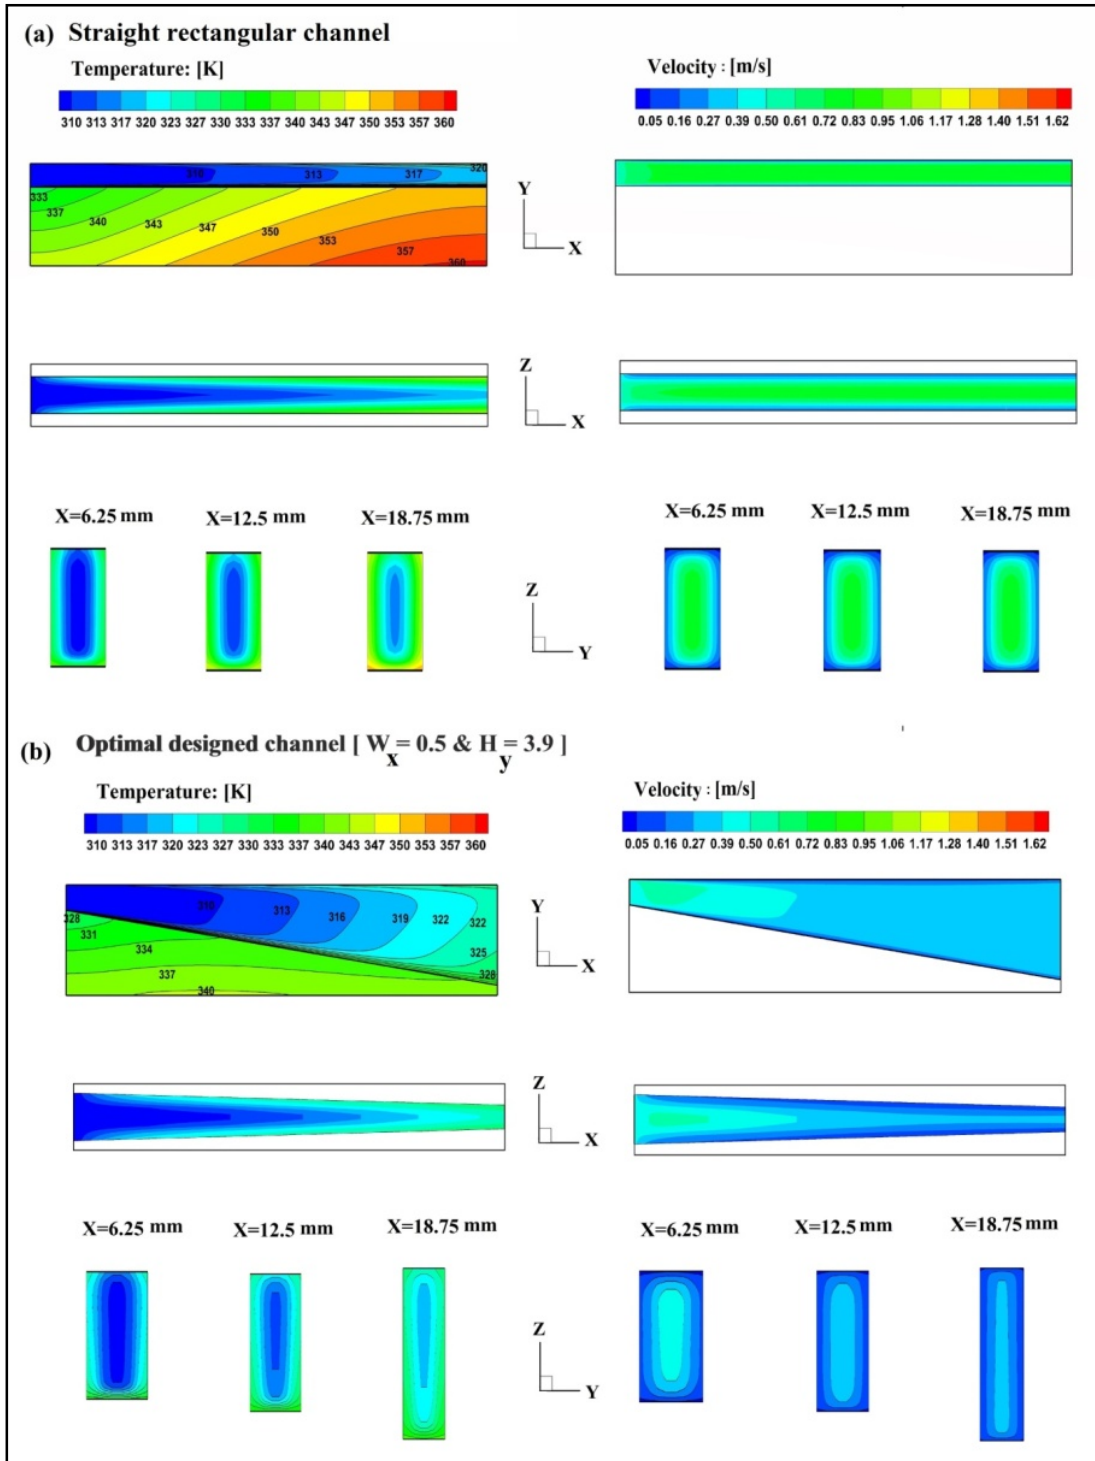 (a) Straight rectangular channel
Temperature: [K]
310 313 317 320 323 327 330 333 337 340 343 347 350 353 357 360
Velocity : [m/s]
0.05 0.16 0.27 0.39 0.50 0.61 0.72 0.83 0.95 1.06 1.17 1.28 1.40 1.51 1.62
310 313 317 320
333 337 340 343 347 350 353 357 360
Y
X
Z
X
X=6.25 mm X=12.5 mm X=18.75 mm
X=6.25 mm X=12.5 mm X=18.75 mm
Z
Y
(b) Optimal designed channel [ Wx = 0.5 & Hy = 3.9 ]
Temperature: [K]
310 313 317 320 323 327 330 333 337 340 343 347 350 353 357 360
Velocity : [m/s]
0.05 0.16 0.27 0.39 0.50 0.61 0.72 0.83 0.95 1.06 1.17 1.28 1.40 1.51 1.62
310 313 316 319 322 322
328 331 334 325
337 328
340
Y
X
Z
X
X=6.25 mm X=12.5 mm X=18.75 mm
X=6.25 mm X=12.5 mm X=18.75 mm
Z
Y